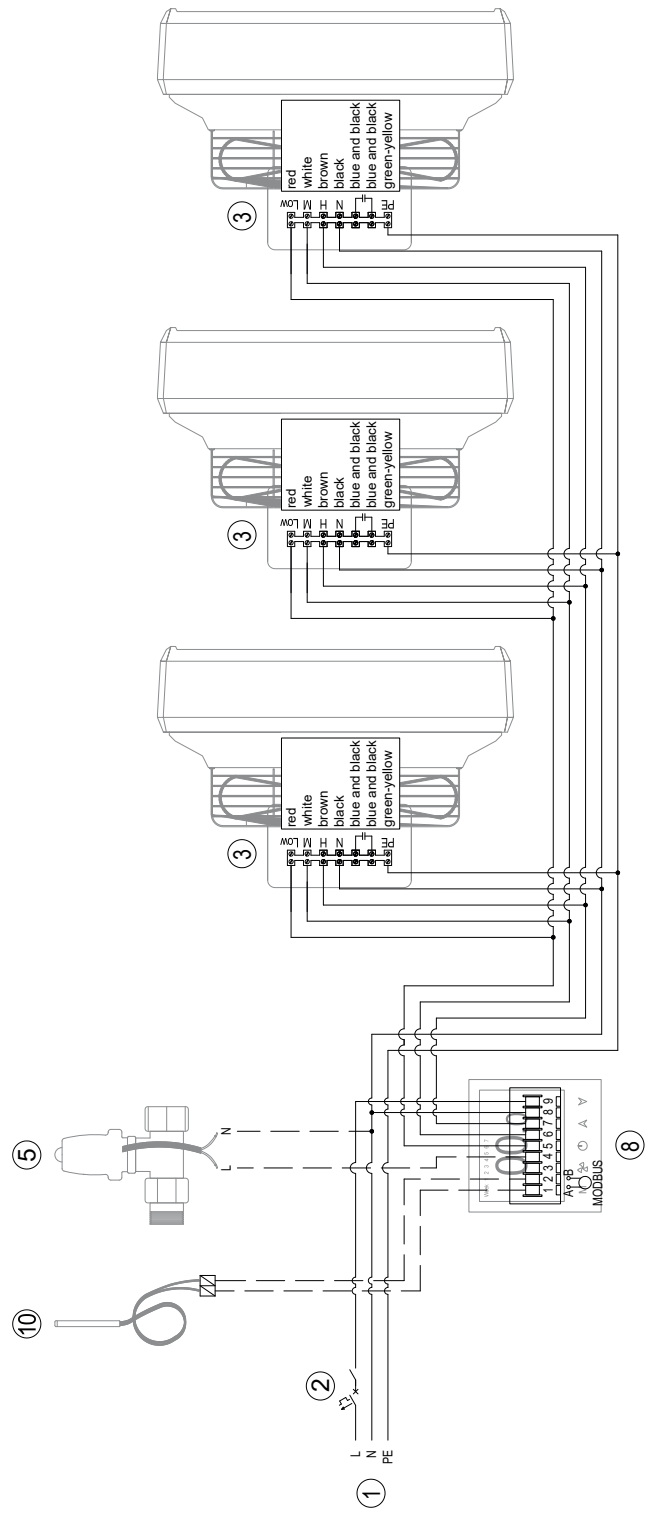 3
red
white
brown
black
blue and black
blue and black
green-yellow
Low
M
H
N
PE
3
red
white
brown
black
blue and black
blue and black
green-yellow
Low
M
H
N
PE
3
red
white
brown
black
blue and black
blue and black
green-yellow
Low
M
H
N
PE
5
L
N
10
2
L
N
PE
1
1 2 3 4 5 6 7 8 9
A B
MODBUS
8